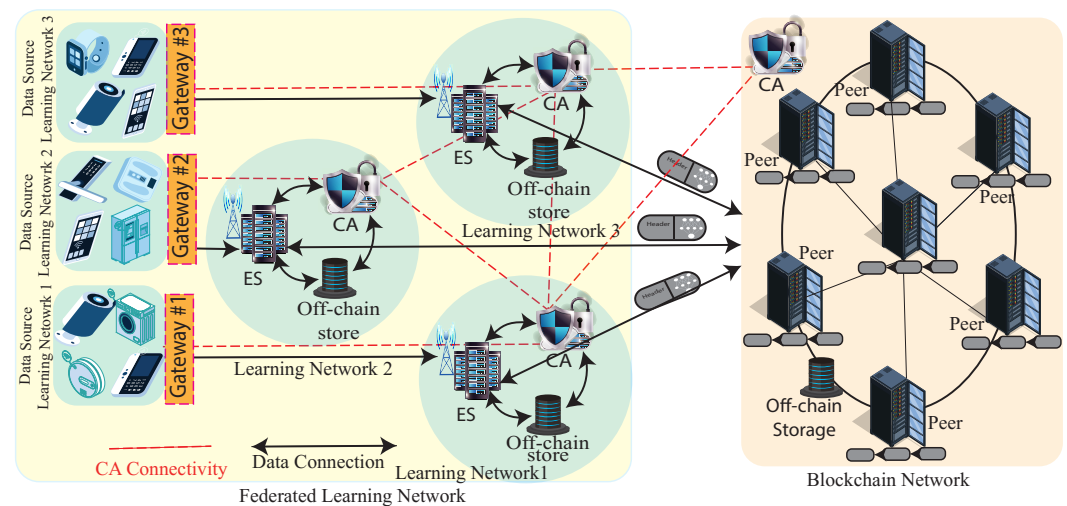 Data Source
Learning Network 3
Gateway #3
ES
CA
Off-chain
store
Learning Network 3
Data Source
Learning Netowrk 2
Gateway #2
ES
CA
Off-chain
store
Learning Network 2
Data Source
Learning Netowrk 1
Gateway #1
ES
CA
Off-chain
store
Learning Network1
CA Connectivity
Data Connection
Federated Learning Network
Header
Header
Header
CA
Peer
Peer
Peer
Peer
Peer
Peer
Off-chain
Storage
Blockchain Network